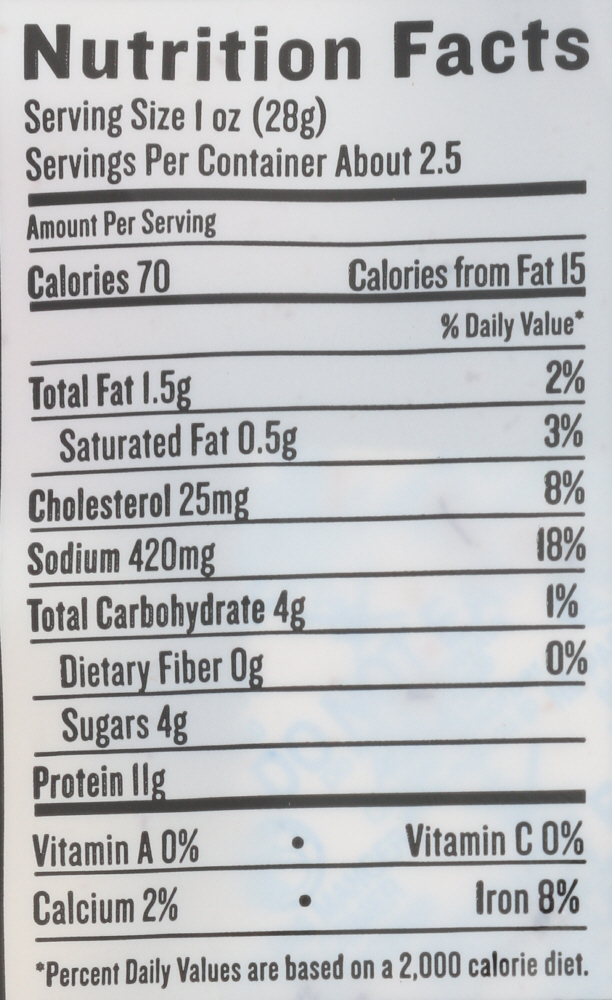 Nutrition Facts
Serving Size 1 oz (28g)
Servings Per Container About 2.5
Amount Per Serving
Calories 70 Calories from Fat 15
% Daily Value*
Total Fat 1.5g 2%
Saturated Fat 0.5g 3%
Cholesterol 25mg 8%
Sodium 420mg 18%
Total Carbohydrate 4g 1%
Dietary Fiber 0g 0%
Sugars 4g
Protein 11g
Vitamin A 0% • Vitamin C 0%
Calcium 2% • Iron 8%
*Percent Daily Values are based on a 2,000 calorie diet.